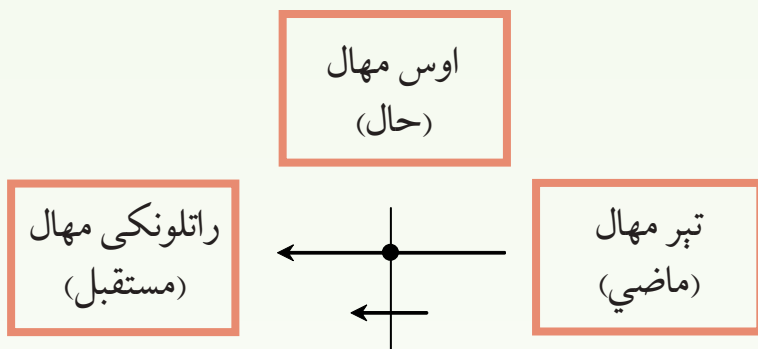 اوس مهال
(حال)
تېر مهال
(ماضي)
راتلونکی مهال
(مستقبل)